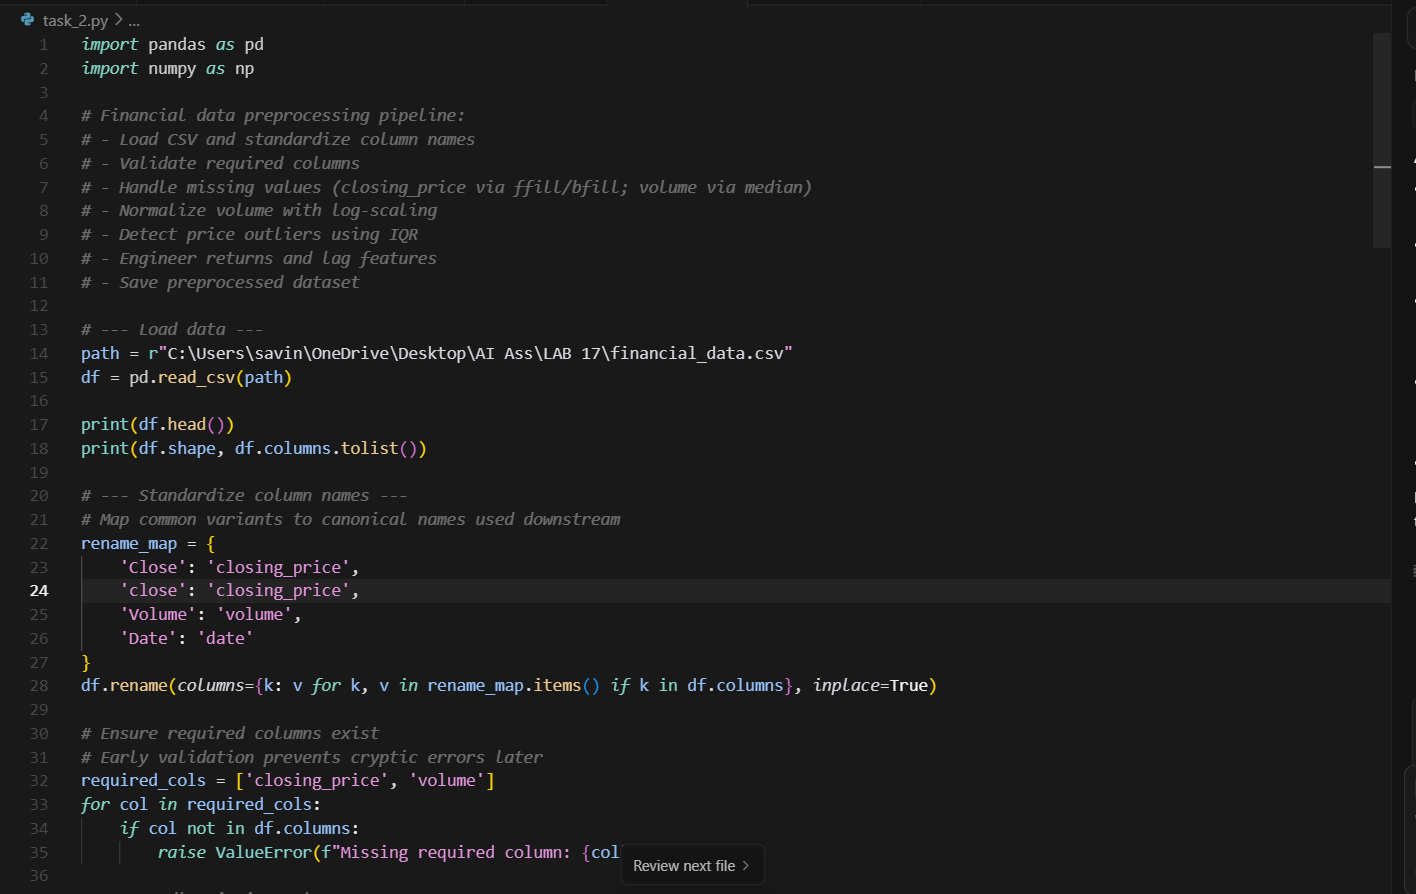 task_2.py > ...
1 import pandas as pd
2 import numpy as np
3
4 # Financial data preprocessing pipeline:
5 # - Load CSV and standardize column names
6 # - Validate required columns
7 # - Handle missing values (closing_price via ffill/bfill; volume via median)
8 # - Normalize volume with log-scaling
9 # - Detect price outliers using IQR
10 # - Engineer returns and lag features
11 # - Save preprocessed dataset
12
13 # --- Load data ---
14 path = r"C:\Users\savin\OneDrive\Desktop\AI Ass\LAB 17\financial_data.csv"
15 df = pd.read_csv(path)
16
17 print(df.head())
18 print(df.shape, df.columns.tolist())
19
20 # --- Standardize column names ---
21 # Map common variants to canonical names used downstream
22 rename_map = {
23     'Close': 'closing_price',
24     'close': 'closing_price',
25     'Volume': 'volume',
26     'Date': 'date'
27 }
28 df.rename(columns={k: v for k, v in rename_map.items() if k in df.columns}, inplace=True)
29
30 # Ensure required columns exist
31 # Early validation prevents cryptic errors later
32 required_cols = ['closing_price', 'volume']
33 for col in required_cols:
34     if col not in df.columns:
35         raise ValueError(f"Missing required column: {col
Review next file >
36